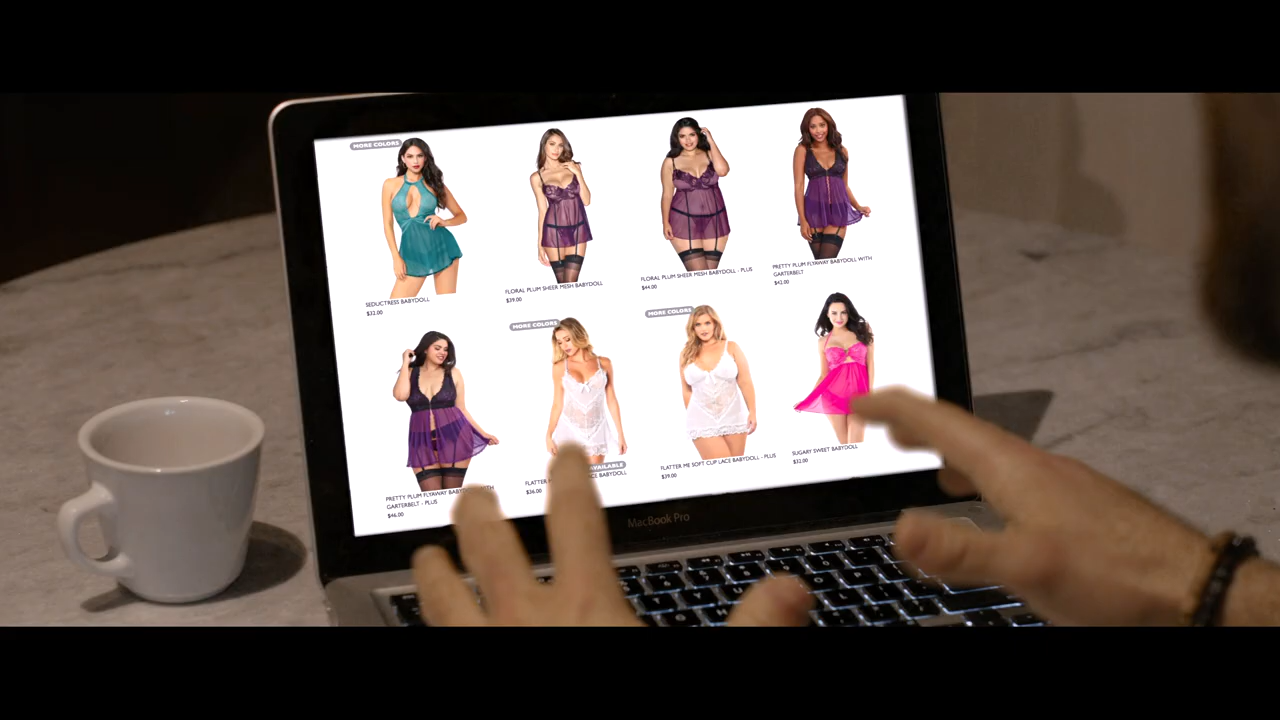 MORE COLORS
SEDUCTRESS BABYDOLL
$32.00
FLORAL PLUM SHEER MESH BABYDOLL
$39.00
FLORAL PLUM SHEER MESH BABYDOLL - PLUS
$44.00
PRETTY PLUM FLYAWAY BABYDOLL WITH
GARTERBELT
$42.00
PRETTY PLUM FLYAWAY BABYDOLL WITH
GARTERBELT - PLUS
$46.00
MORE COLORS
AVAILABLE
LACE BABYDOLL
$36.00
MORE COLORS
FLATTER ME SOFT CUP LACE BABYDOLL - PLUS
$39.00
SUGARY SWEET BABYDOLL
$32.00
MacBook Pro